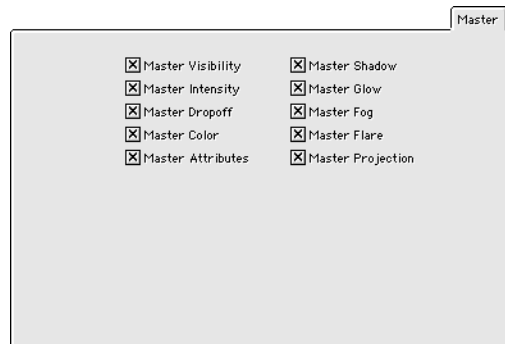 Master
Master Visibility
Master Intensity
Master Dropoff
Master Color
Master Attributes
Master Shadow
Master Glow
Master Fog
Master Flare
Master Projection